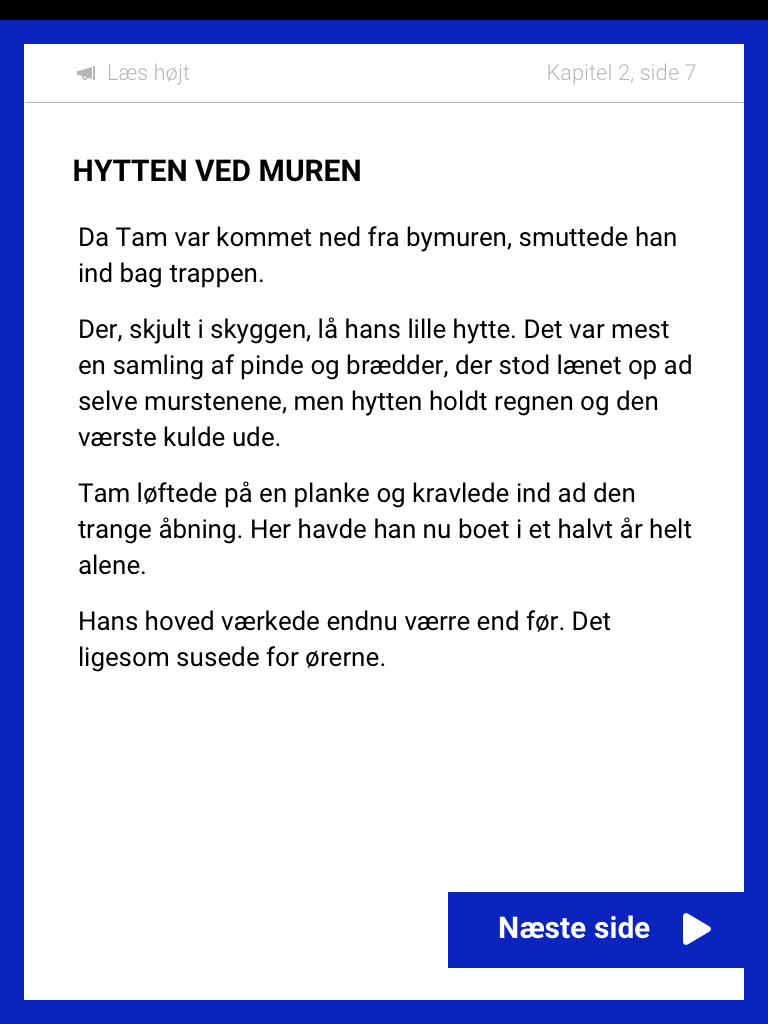 Læs højt
Kapitel 2, side 7
HYTTEN VED MUREN
Da Tam var kommet ned fra bymuren, smuttede han
ind bag trappen.
Der, skjult i skyggen, lå hans lille hytte. Det var mest
en samling af pinde og brædder, der stod lænet op ad
selve murstenene, men hytten holdt regnen og den
værste kulde ude.
Tam løftede på en planke og kravlede ind ad den
trange åbning. Her havde han nu boet i et halvt år helt
alene.
Hans hoved værkede endnu værre end før. Det
ligesom susede for ørerne.
Næste side